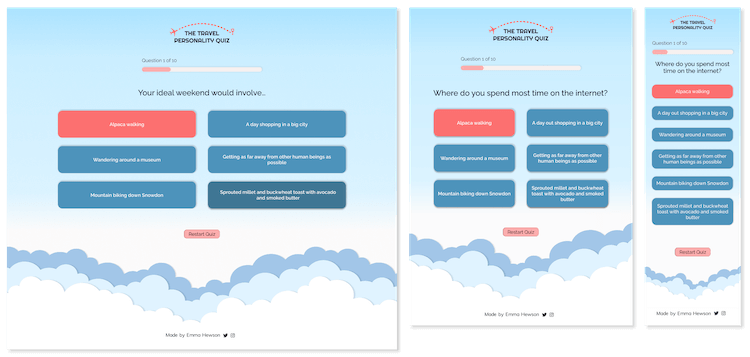 THE TRAVEL
PERSONALITY QUIZ
Question 1 of 10
Your ideal weekend would involve...
Alpaca walking
A day shopping in a big city
Wandering around a museum
Getting as far away from other human beings as
possible
Mountain biking down Snowdon
Sprouted millet and buckwheat toast with avocado
and smoked butter
Restart Quiz
Made by Emma Hewson
THE TRAVEL
PERSONALITY QUIZ
Question 1 of 10
Where do you spend most time on the internet?
Alpaca walking
A day out shopping in a big city
Wandering around a museum
Getting as far away from other
human beings as possible
Mountain biking down Snowdon
Sprouted millet and buckwheat
toast with avocado and smoked
butter
Restart Quiz
Made by Emma Hewson
THE TRAVEL
PERSONALITY QUIZ
Question 1 of 10
Where do you spend most
time on the internet?
Alpaca walking
A day out shopping in a big city
Wandering around a museum
Getting as far away from other
human beings as possible
Mountain biking down Snowdon
Sprouted millet and buckwheat
toast with avocado and smoked
butter
Restart Quiz
Made by Emma Hewson